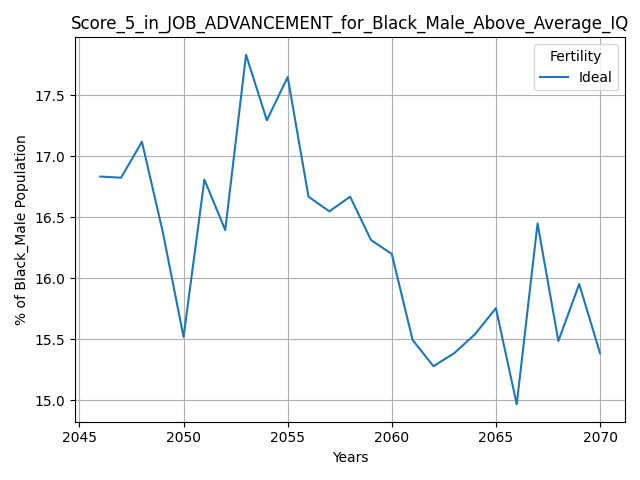 Score_5_in_JOB_ADVANCEMENT_for_Black_Male_Above_Average_IQ
Fertility
Ideal
% of Black_Male Population
17.5
17.0
16.5
16.0
15.5
15.0
2045 2050 2055 2060 2065 2070
Years